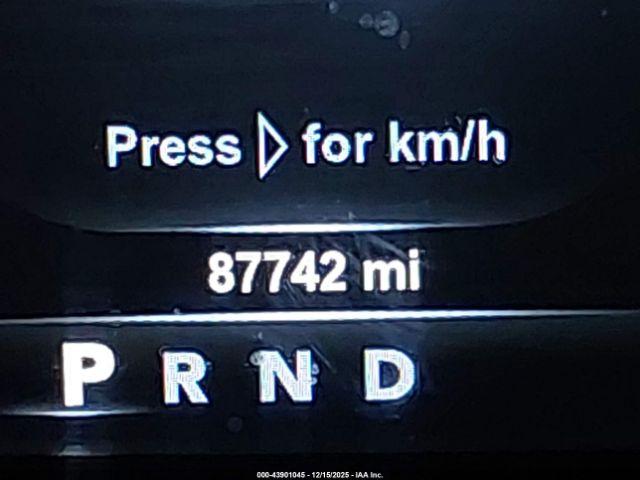 Press ▷ for km/h
87742 mi
P R N D
000-43901045 - 12/15/2025 - IAA Inc.